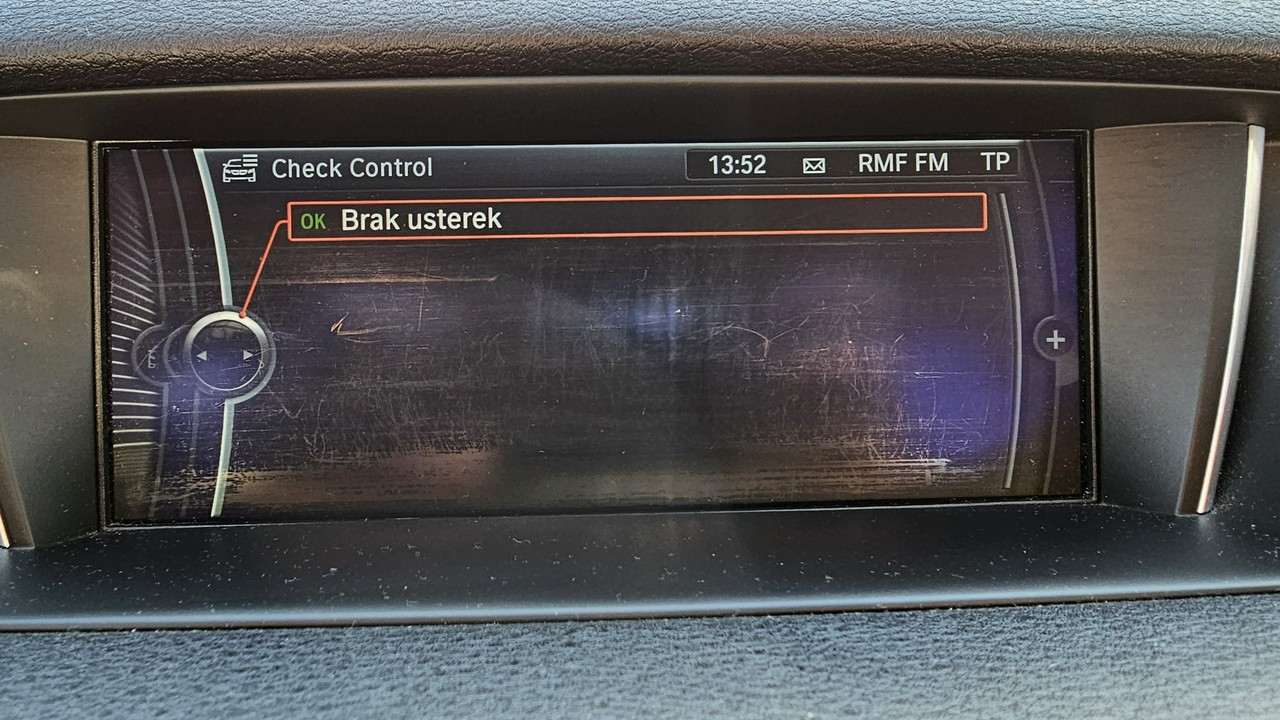 Check Control 13:52 RMF FM TP
OK Brak usterek